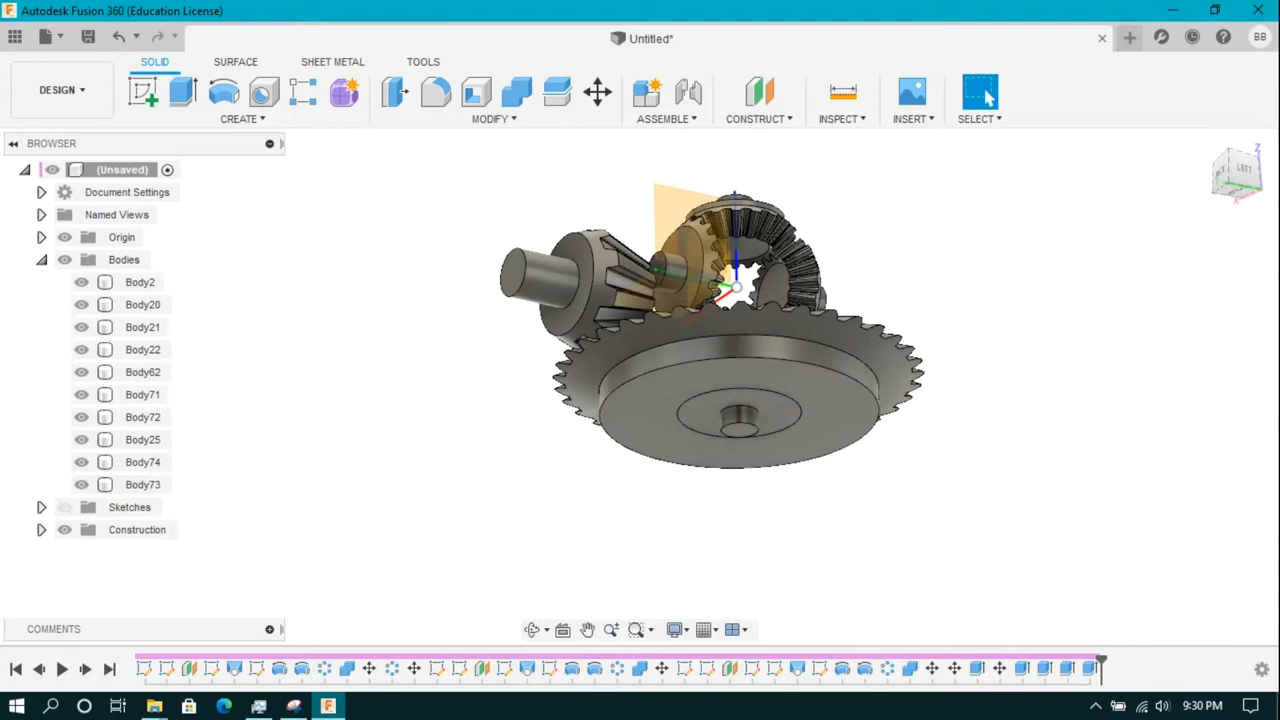 Autodesk Fusion 360 (Education License)
Untitled*
BB
SOLID SURFACE SHEET METAL TOOLS
DESIGN
CREATE MODIFY ASSEMBLE CONSTRUCT INSPECT INSERT SELECT
BROWSER
(Unsaved)
Document Settings
Named Views
Origin
Bodies
Body2
Body20
Body21
Body22
Body62
Body71
Body72
Body25
Body74
Body73
Sketches
Construction
Z
LEFT
X
COMMENTS
9:30 PM